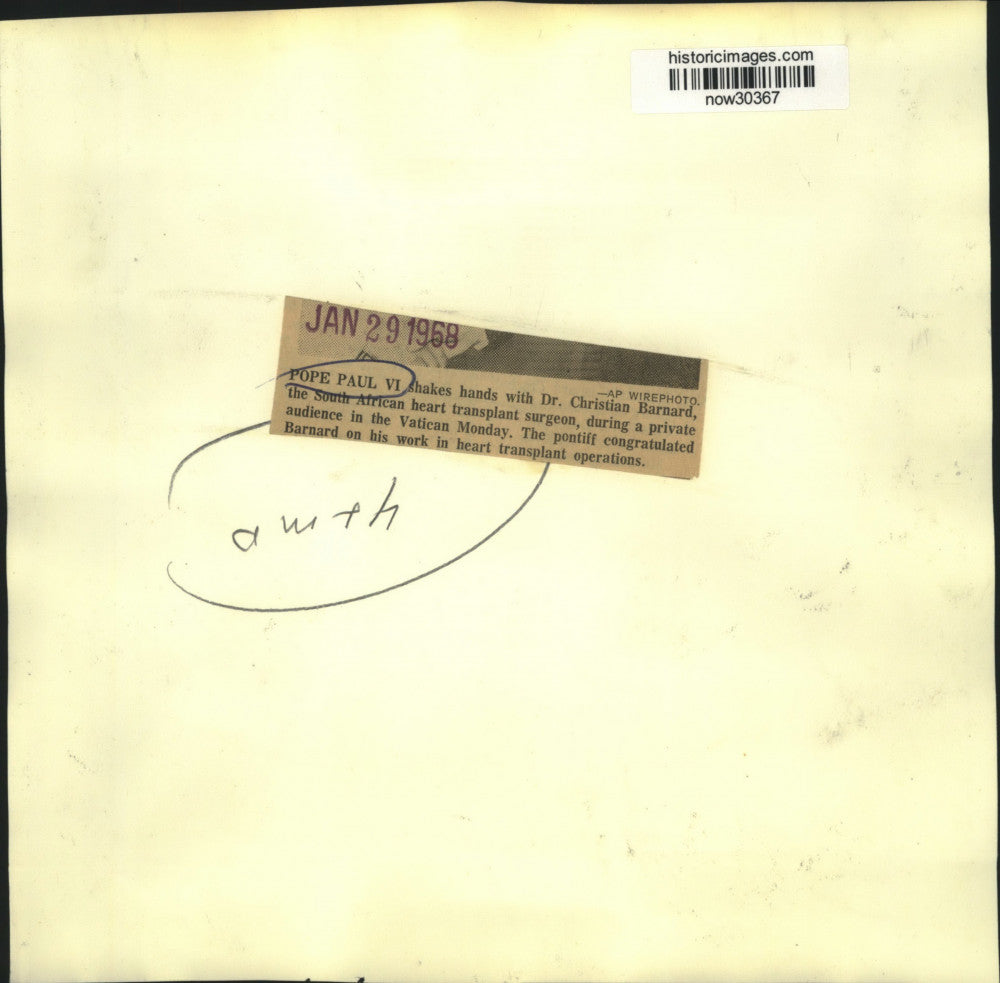 historicimages.com
now30367
JAN 29 1968
—AP WIREPHOTO.
POPE PAUL VI shakes hands with Dr. Christian Barnard,
the South African heart transplant surgeon, during a private
audience in the Vatican Monday. The pontiff congratulated
Barnard on his work in heart transplant operations.